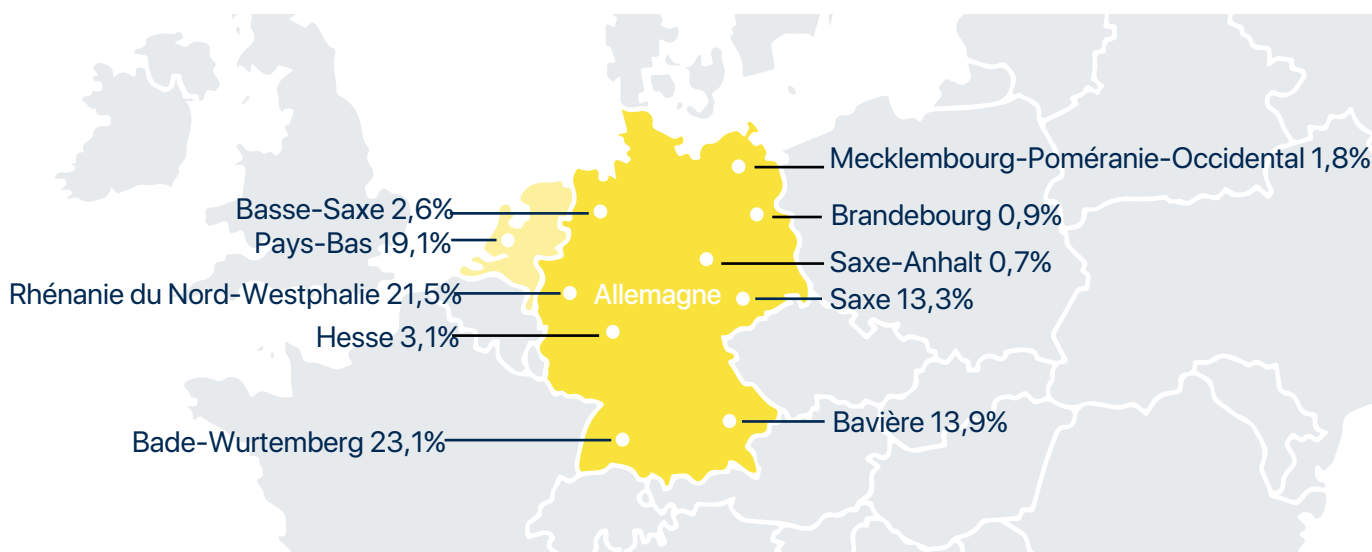 Mecklembourg-Poméranie-Occidental 1,8%
Basse-Saxe 2,6%
Brandebourg 0,9%
Pays-Bas 19,1%
Saxe-Anhalt 0,7%
Rhénanie du Nord-Westphalie 21,5%
Allemagne
Saxe 13,3%
Hesse 3,1%
Bavière 13,9%
Bade-Wurtemberg 23,1%